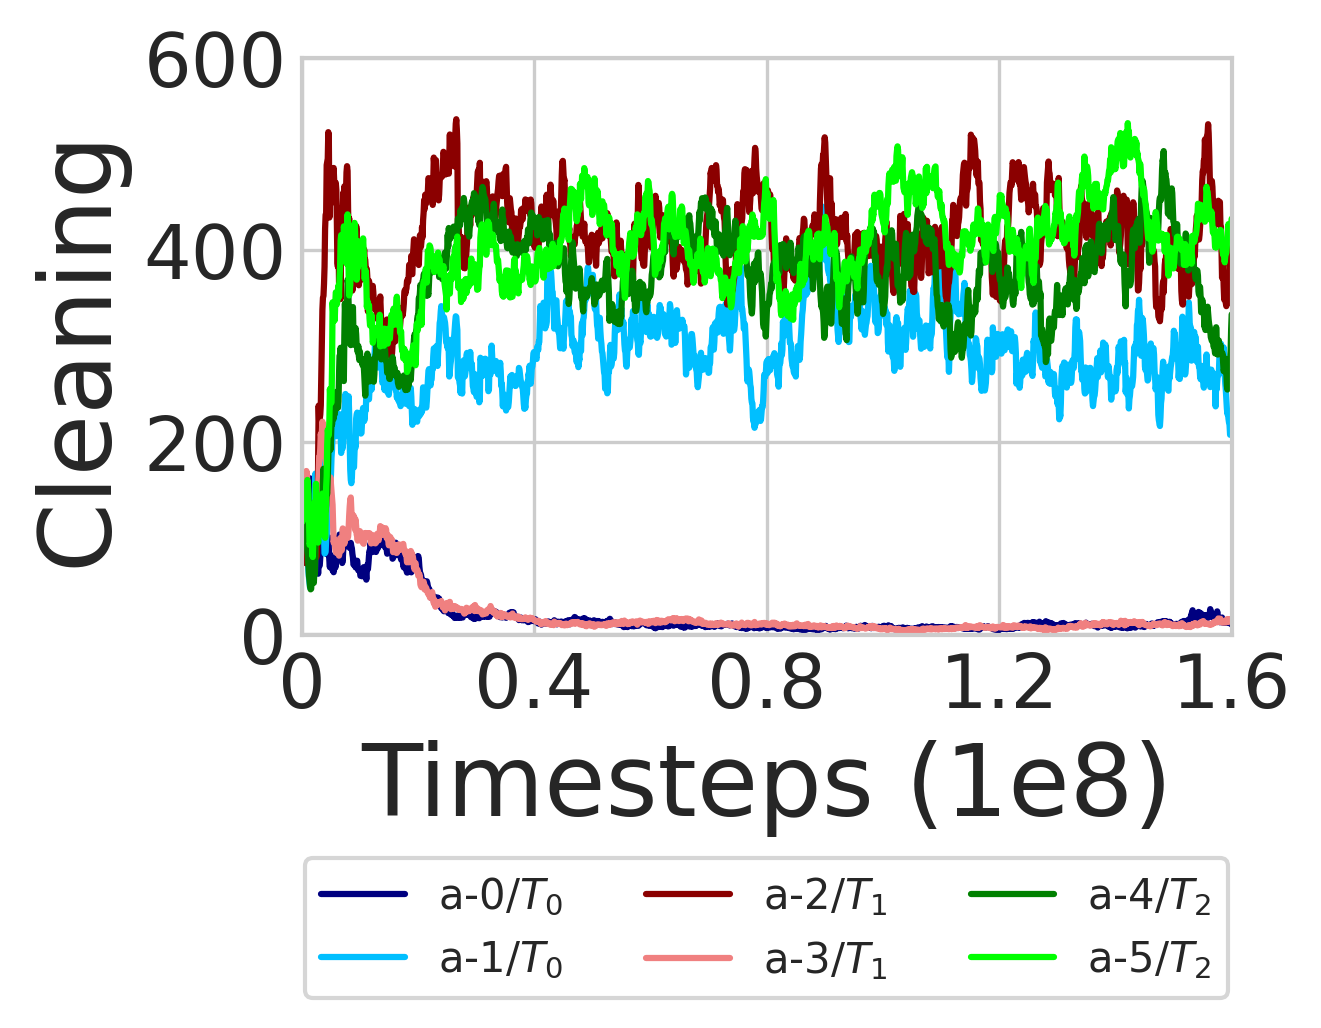 600
400
200
0
Cleaning
0 0.4 0.8 1.2 1.6
Timesteps (1e8)
a-0/T₀ a-2/T₁ a-4/T₂
a-1/T₀ a-3/T₁ a-5/T₂